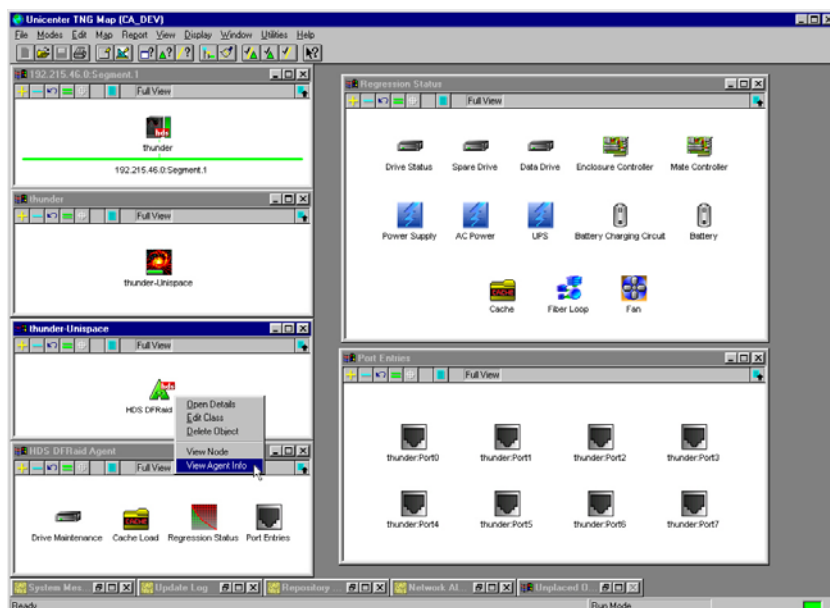 Unicenter TNG Map (CA_DEV)
File Modes Edit Map Report View Display Window Utilities Help
192.215.46.0:Segment.1
Full View
thunder
192.215.46.0:Segment.1
thunder
Full View
thunder-Unispace
thunder-Unispace
Full View
hds
HDS DFRaid
Open Details
Edit Class
Delete Object
View Node
View Agent Info
HDS DFRaid Agent
Full View
CACHE
Drive Maintenance Cache Load Regression Status Port Entries
Regression Status
Full View
Drive Status Spare Drive Data Drive Enclosure Controller Mate Controller
Power Supply AC Power UPS Battery Charging Circuit Battery
CACHE
Cache Fiber Loop Fan
Port Entries
Full View
thunder:Port0 thunder:Port1 thunder:Port2 thunder:Port3
thunder:Port4 thunder:Port5 thunder:Port6 thunder:Port7
System Mes... Update Log Repository ... Network Al... Unplaced O...
Ready Run Mode